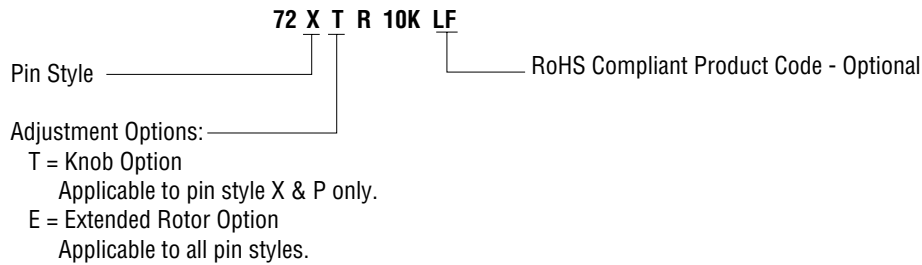 72 X T R 10K LF
Pin Style
RoHS Compliant Product Code - Optional
Adjustment Options:
T = Knob Option
Applicable to pin style X & P only.
E = Extended Rotor Option
Applicable to all pin styles.